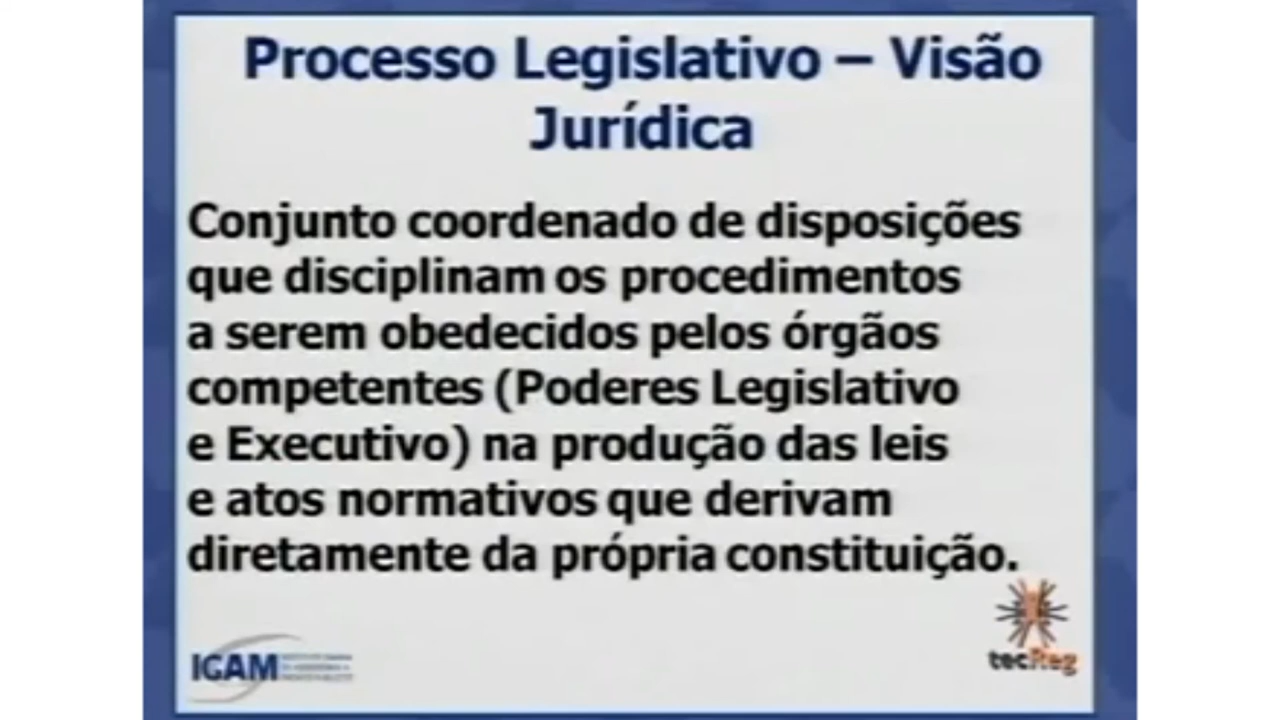 Processo Legislativo – Visão
Jurídica
Conjunto coordenado de disposições
que disciplinam os procedimentos
a serem obedecidos pelos órgãos
competentes (Poderes Legislativo
e Executivo) na produção das leis
e atos normativos que derivam
diretamente da própria constituição.
IGAM
tecReg